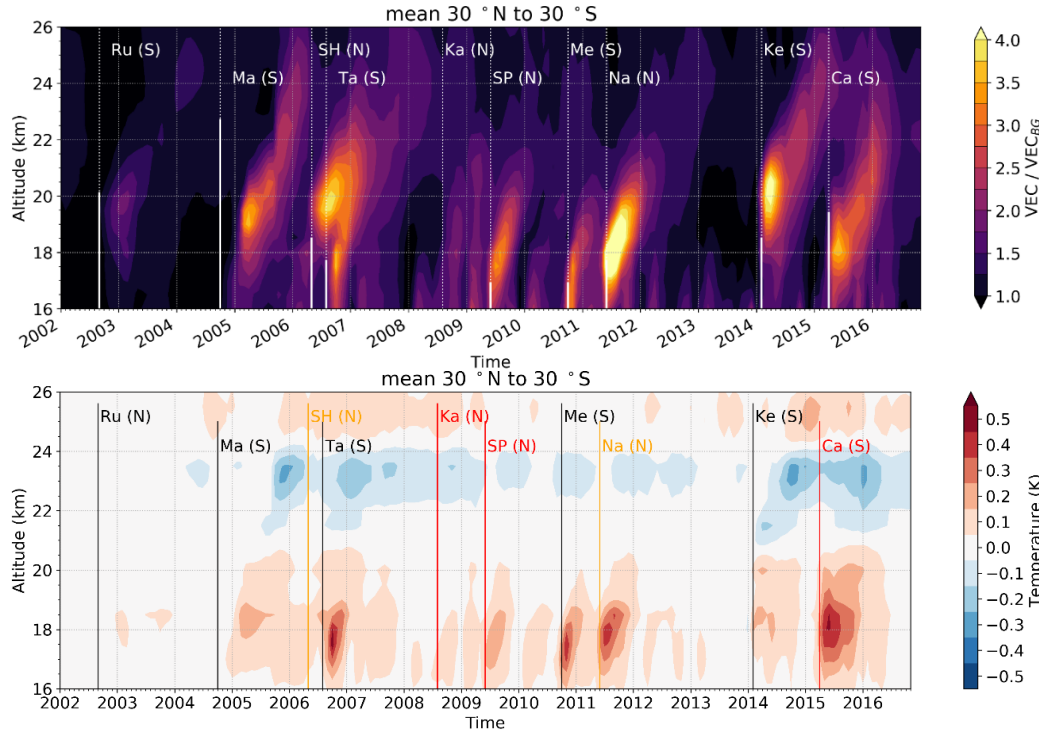 mean 30 °N to 30 °S
26
24
22
20
18
16
Altitude (km)
Ru (S)
SH (N)
Ka (N)
Me (S)
Ke (S)
Ma (S)
Ta (S)
SP (N)
Na (N)
Ca (S)
2002
2003
2004
2005
2006
2007
2008
2009
2010
2011
2012
2013
2014
2015
2016
Time
4.0
3.5
3.0
2.5
2.0
1.5
1.0
VEC / VEC_BG
mean 30 °N to 30 °S
26
24
22
20
18
16
Altitude (km)
Ru (N)
SH (N)
Ka (N)
Me (S)
Ke (S)
Ma (S)
Ta (S)
SP (N)
Na (N)
Ca (S)
2002
2003
2004
2005
2006
2007
2008
2009
2010
2011
2012
2013
2014
2015
2016
Time
0.5
0.4
0.3
0.2
0.1
0.0
−0.1
−0.2
−0.3
−0.4
−0.5
Temperature (K)